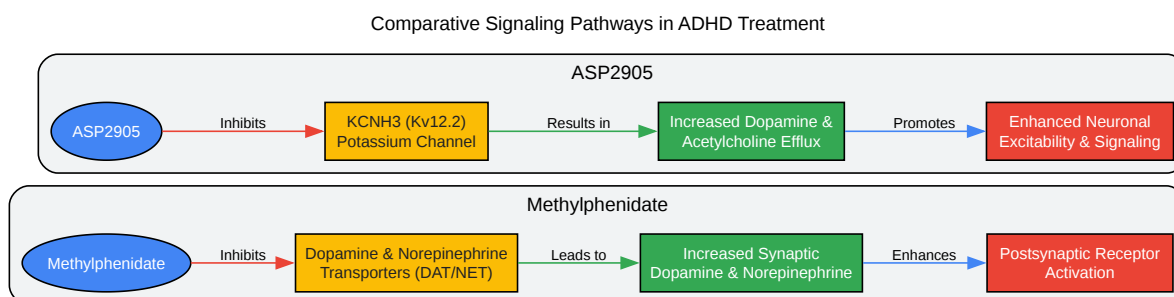 Comparative Signaling Pathways in ADHD Treatment
ASP2905
ASP2905
Inhibits
KCNH3 (Kv12.2)
Potassium Channel
Results in
Increased Dopamine &
Acetylcholine Efflux
Promotes
Enhanced Neuronal
Excitability & Signaling
Methylphenidate
Methylphenidate
Inhibits
Dopamine & Norepinephrine
Transporters (DAT/NET)
Leads to
Increased Synaptic
Dopamine & Norepinephrine
Enhances
Postsynaptic Receptor
Activation